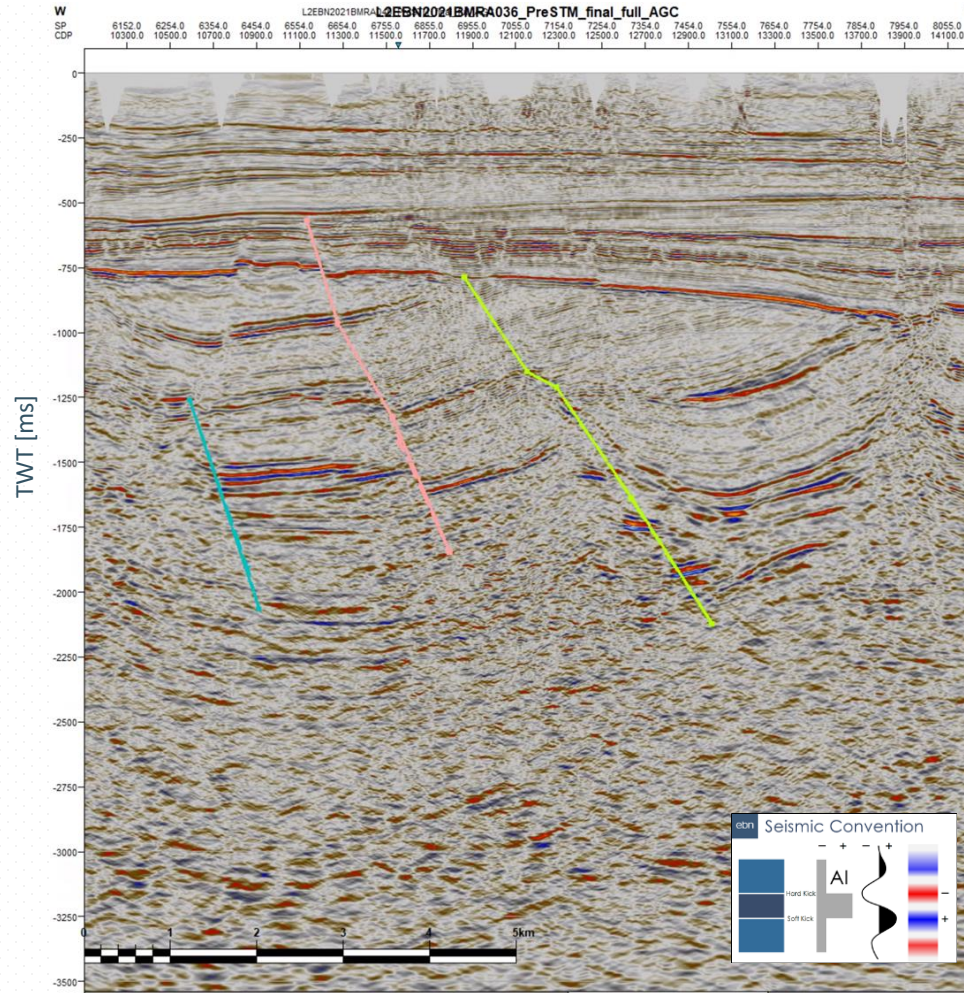 W L2EBN2021BMRA036_PreSTM_final_full_AGC
SP 6152.0 6254.0 6354.0 6454.0 6554.0 6654.0 6755.0 6855.0 6955.0 7055.0 7154.0 7254.0 7354.0 7454.0 7554.0 7654.0 7754.0 7854.0 7954.0 8055.0
CDP 10300.0 10500.0 10700.0 10900.0 11100.0 11300.0 11500.0 11700.0 11900.0 12100.0 12300.0 12500.0 12700.0 12900.0 13100.0 13300.0 13500.0 13700.0 13900.0 14100.0
0
-250
-500
-750
-1000
-1250
-1500
-1750
-2000
-2250
-2500
-2750
-3000
-3250
-3500
TWT [ms]
0 1 2 3 4 5km
ebn Seismic Convention
- + - +
AI
Hard Kick
Soft Kick
-
+